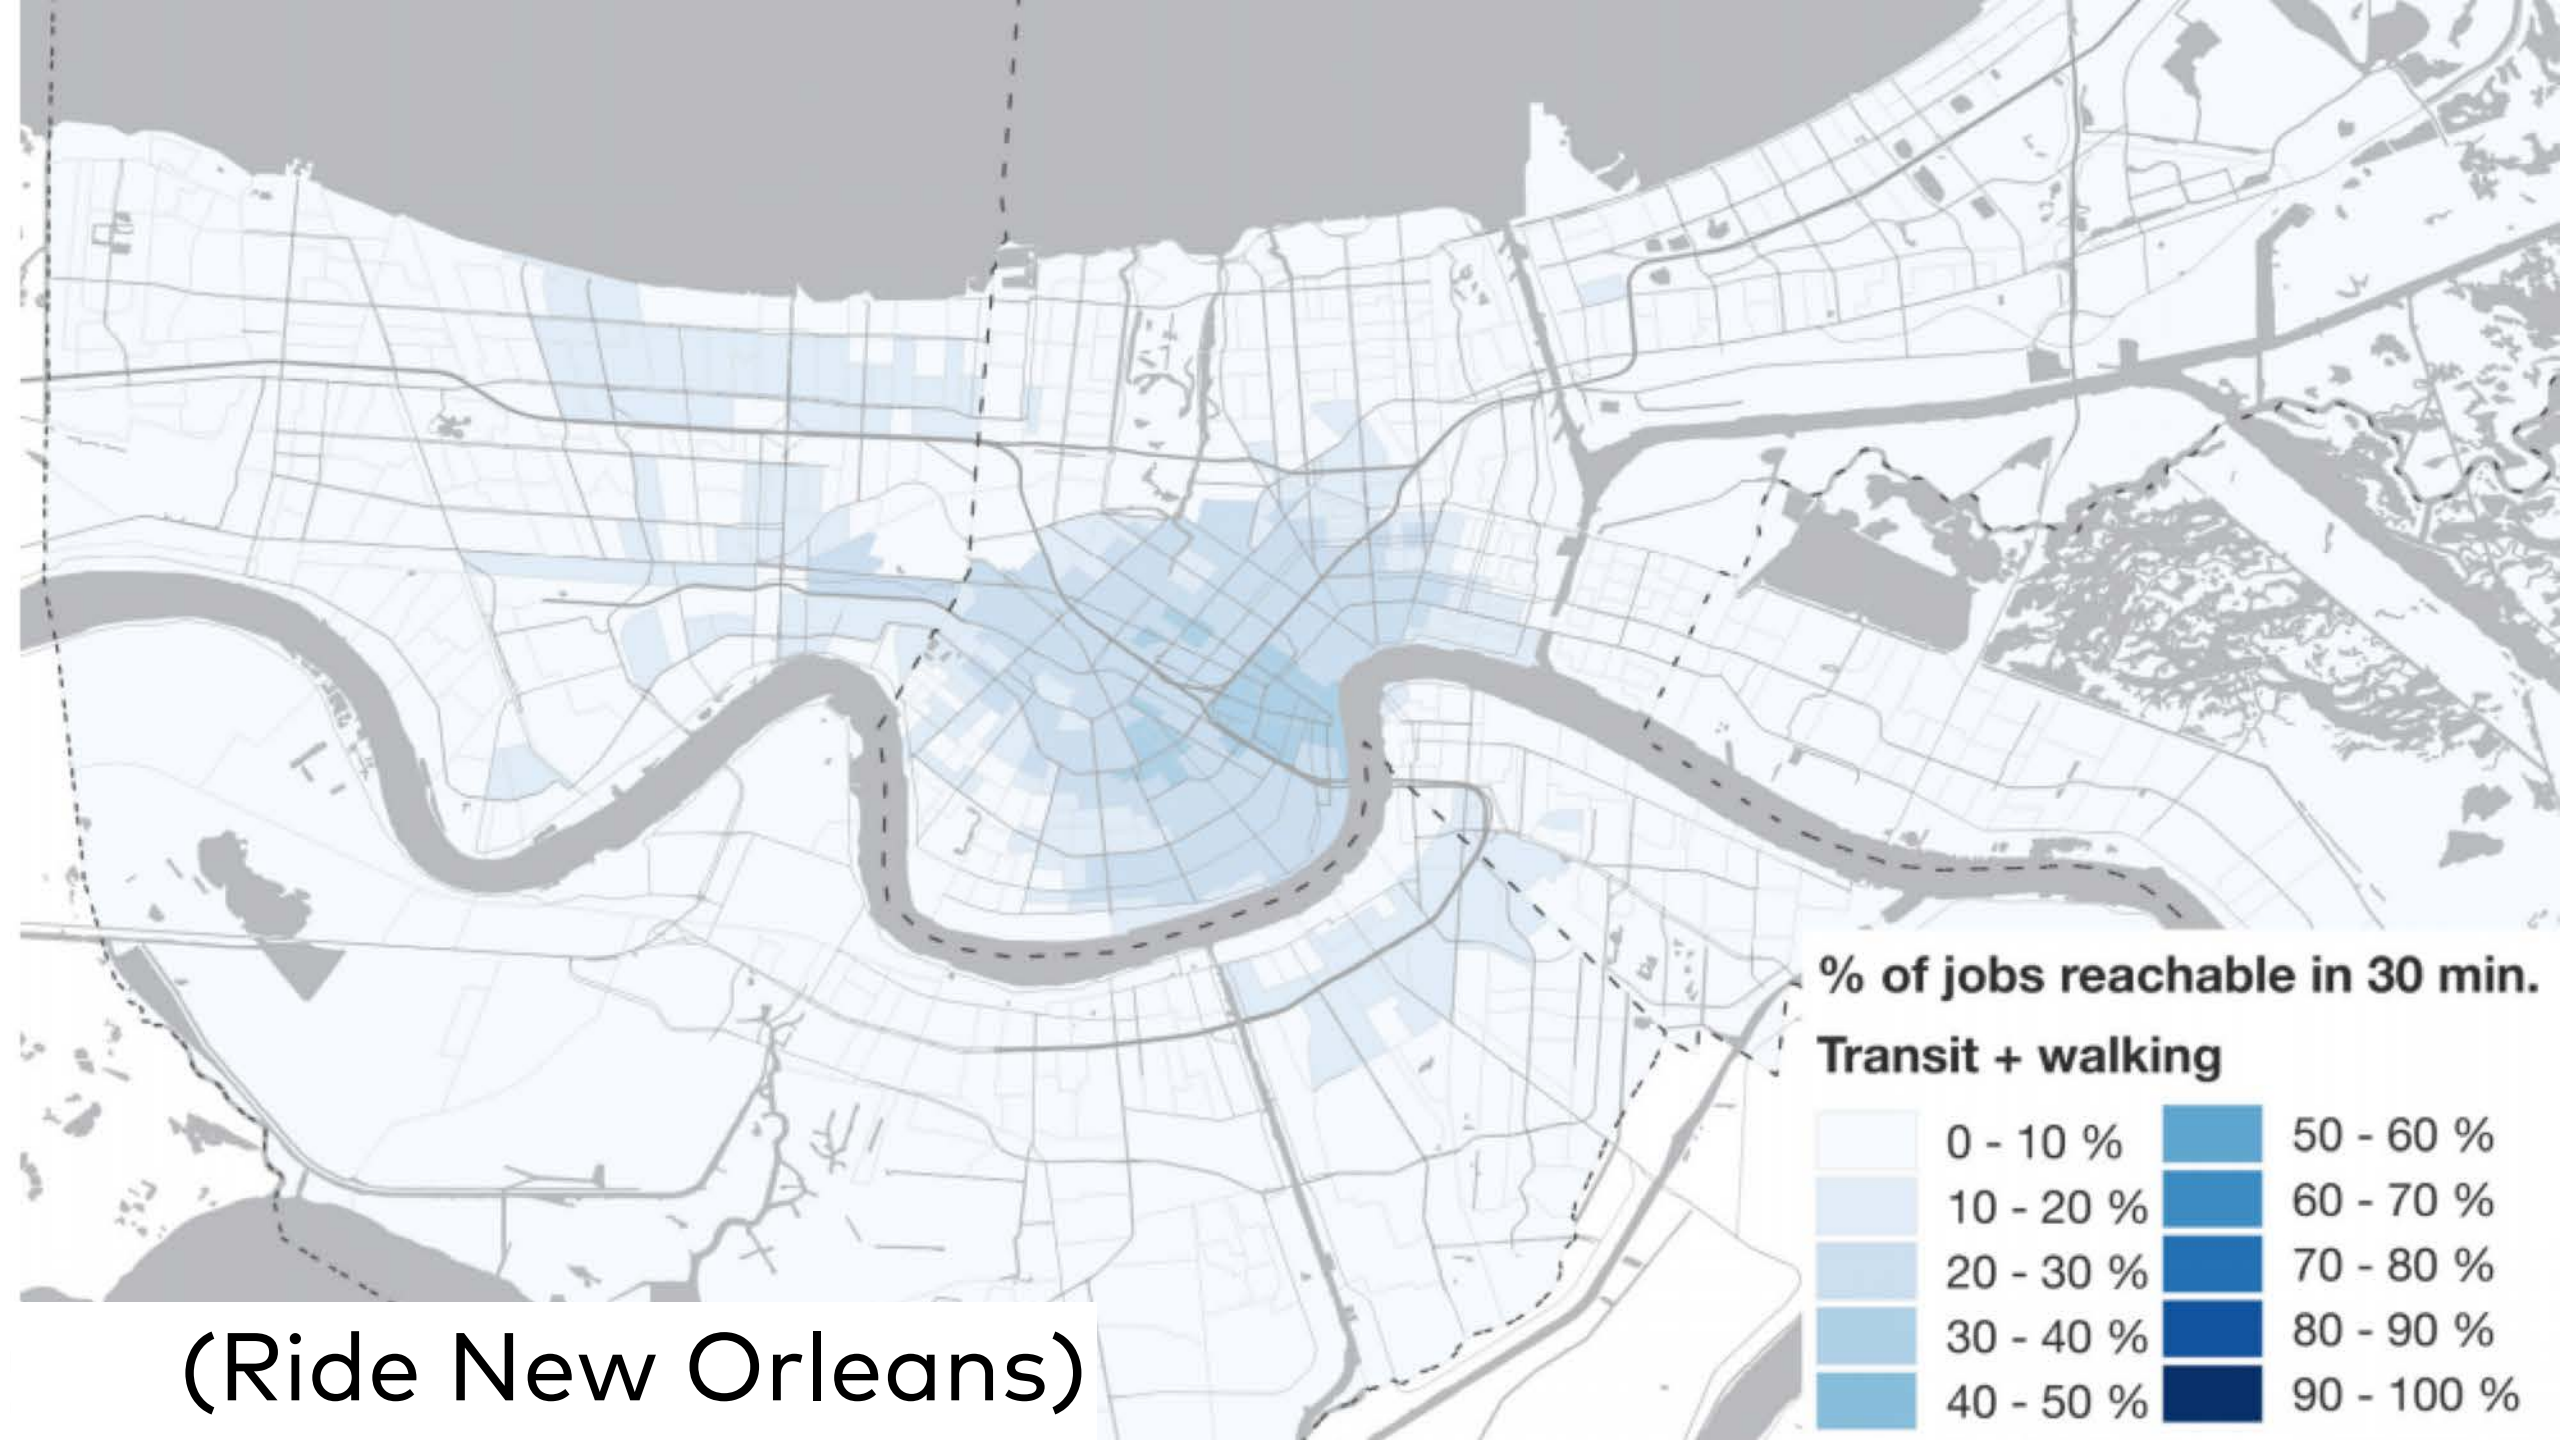 % of jobs reachable in 30 min.
Transit + walking
0 - 10 %
10 - 20 %
20 - 30 %
30 - 40 %
40 - 50 %
50 - 60 %
60 - 70 %
70 - 80 %
80 - 90 %
90 - 100 %
(Ride New Orleans)